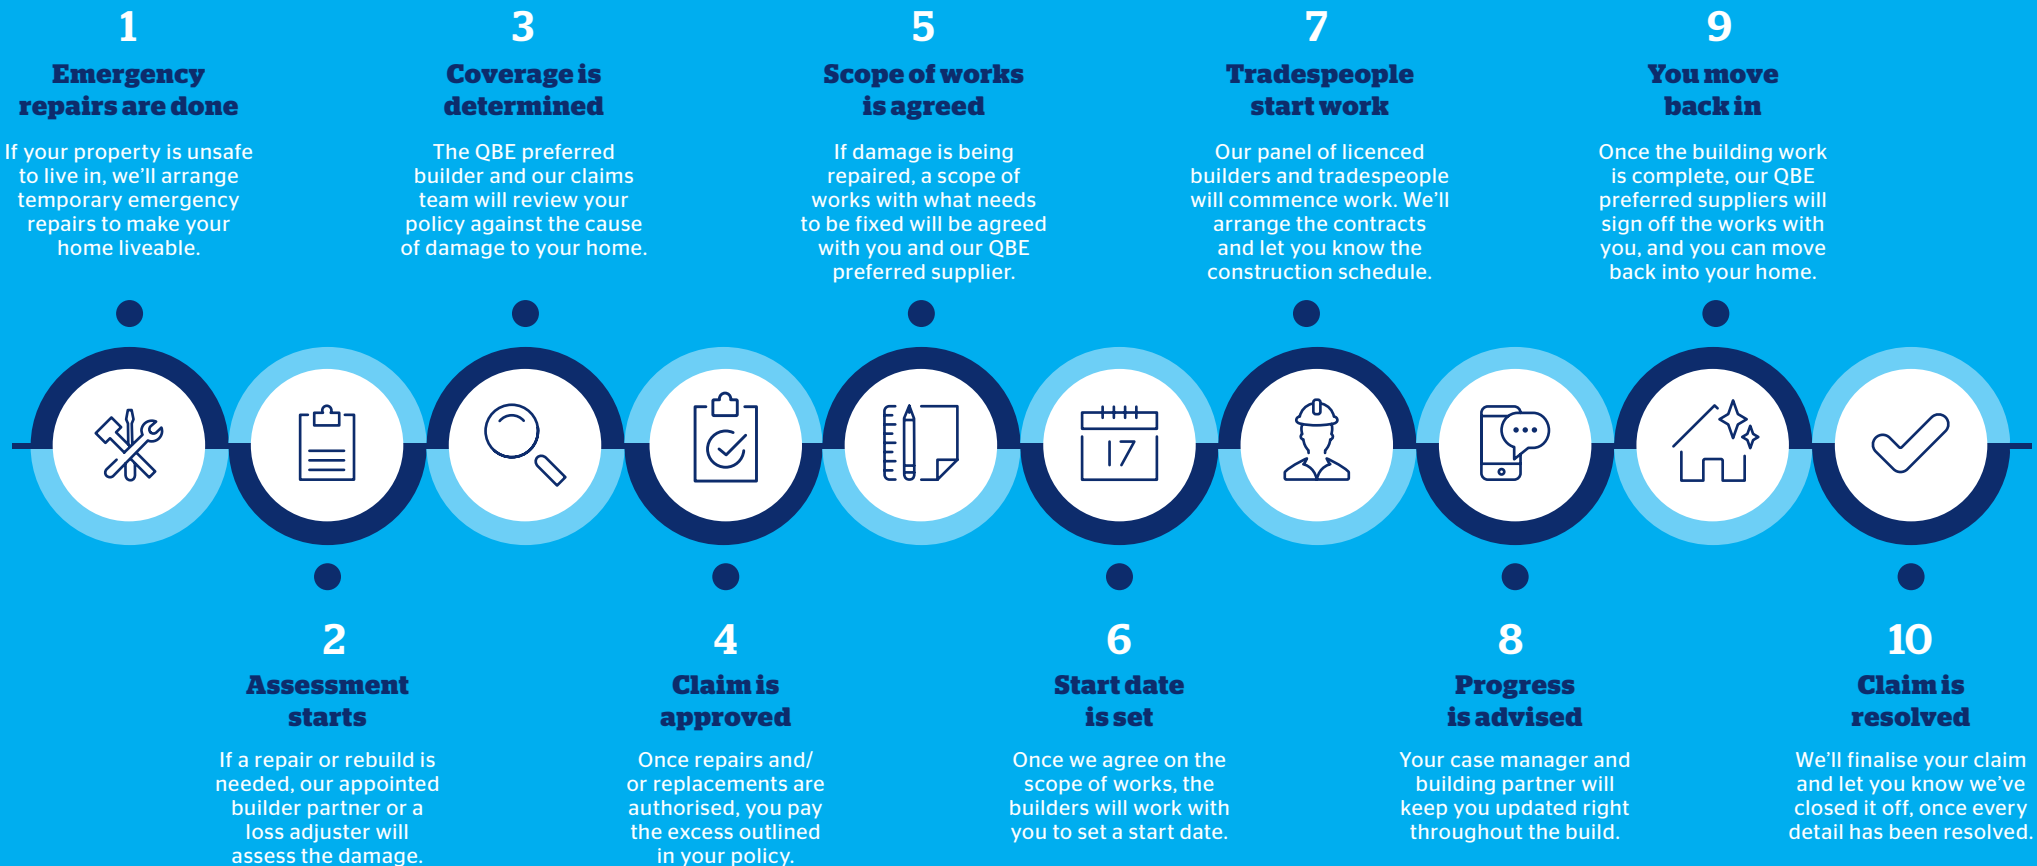 1
Emergency
repairs are done
If your property is unsafe
to live in, we'll arrange
temporary emergency
repairs to make your
home liveable.
2
Assessment
starts
If a repair or rebuild is
needed, our appointed
builder partner or a
loss adjuster will
assess the damage.
3
Coverage is
determined
The QBE preferred
builder and our claims
team will review your
policy against the cause
of damage to your home.
4
Claim is
approved
Once repairs and/
or replacements are
authorised, you pay
the excess outlined
in your policy.
5
Scope of works
is agreed
If damage is being
repaired, a scope of
works with what needs
to be fixed will be agreed
with you and our QBE
preferred supplier.
6
Start date
is set
Once we agree on the
scope of works, the
builders will work with
you to set a start date.
17
7
Tradespeople
start work
Our panel of licenced
builders and tradespeople
will commence work. We'll
arrange the contracts
and let you know the
construction schedule.
8
Progress
is advised
Your case manager and
building partner will
keep you updated right
throughout the build.
9
You move
back in
Once the building work
is complete, our QBE
preferred suppliers will
sign off the works with
you, and you can move
back into your home.
10
Claim is
resolved
We'll finalise your claim
and let you know we've
closed it off, once every
detail has been resolved.